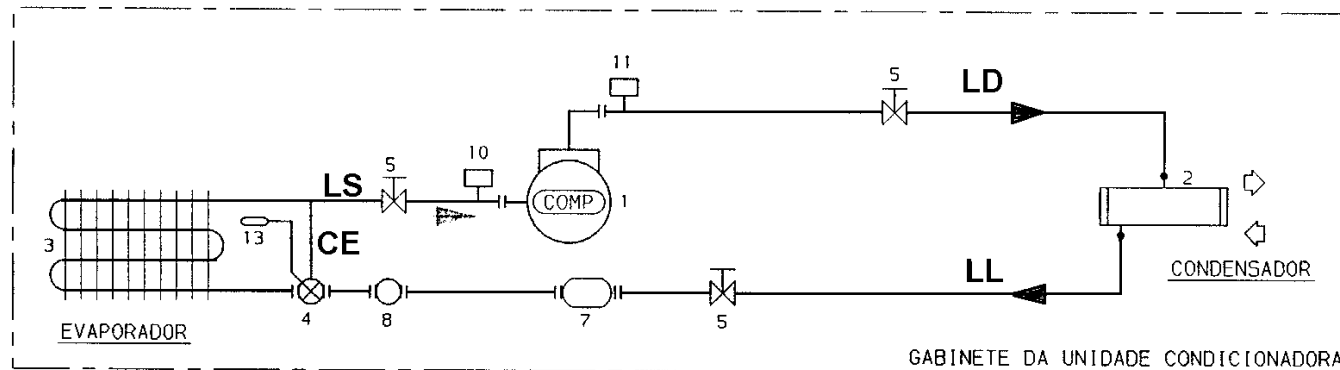 11
5
LD
10
5
LS
COMP
1
2
13
3
CE
LL
CONDENSADOR
4
8
7
5
EVAPORADOR
GABINETE DA UNIDADE CONDICIONADORA